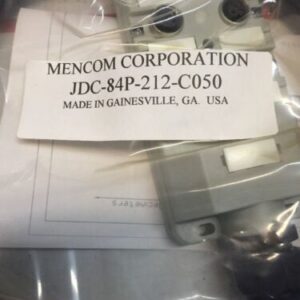 MENCOM CORPORATION
JDC-84P-212-C050
MADE IN GAINESVILLE, GA. USA